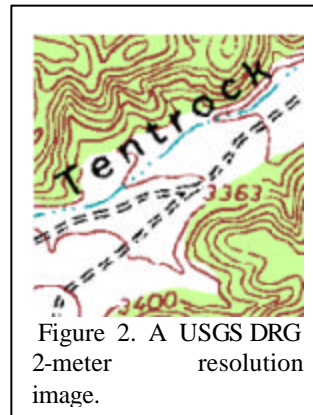 Tentrock
3363
3400
Figure 2. A USGS DRG
2-meter resolution
image.